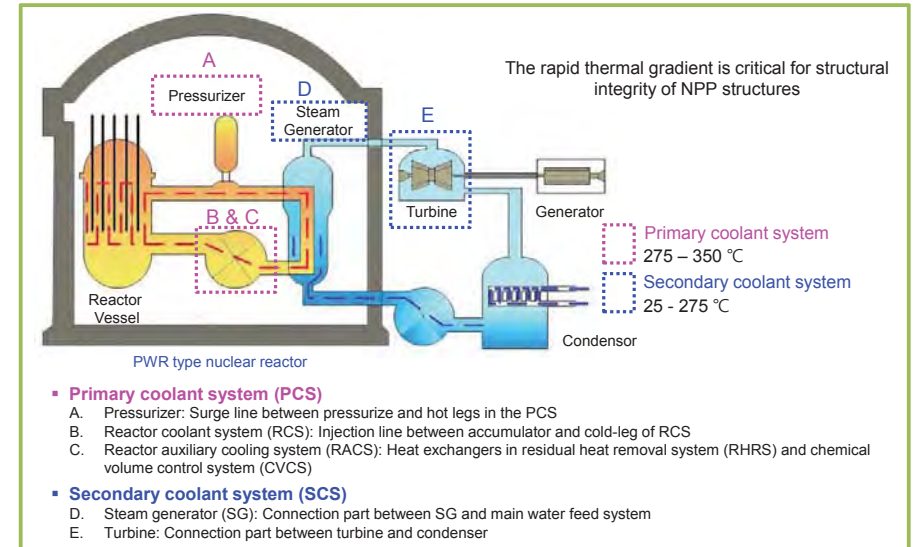 A
Pressurizer
D
Steam
Generator
E
The rapid thermal gradient is critical for structural
integrity of NPP structures
B & C
Turbine
Generator
Primary coolant system
275 – 350 ℃
Secondary coolant system
25 - 275 ℃
Reactor
Vessel
Condensor
PWR type nuclear reactor
▪ Primary coolant system (PCS)
A. Pressurizer: Surge line between pressurize and hot legs in the PCS
B. Reactor coolant system (RCS): Injection line between accumulator and cold-leg of RCS
C. Reactor auxiliary cooling system (RACS): Heat exchangers in residual heat removal system (RHRS) and chemical
volume control system (CVCS)
▪ Secondary coolant system (SCS)
D. Steam generator (SG): Connection part between SG and main water feed system
E. Turbine: Connection part between turbine and condenser